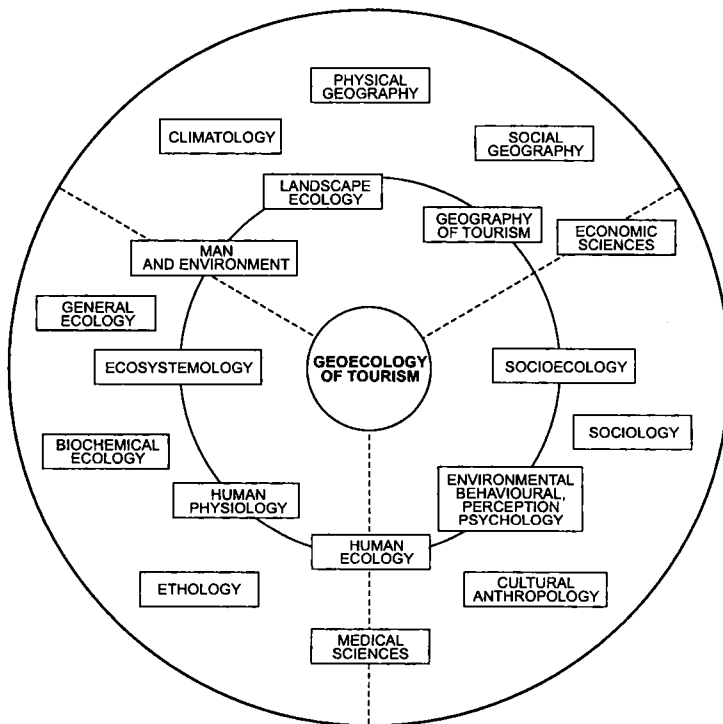 PHYSICAL
GEOGRAPHY
CLIMATOLOGY
SOCIAL
GEOGRAPHY
LANDSCAPE
ECOLOGY
GEOGRAPHY
OF TOURISM
ECONOMIC
SCIENCES
MAN
AND ENVIRONMENT
GENERAL
ECOLOGY
ECOSYSTEMOLOGY
GEOECOLOGY
OF TOURISM
SOCIOECOLOGY
SOCIOLOGY
BIOCHEMICAL
ECOLOGY
HUMAN
PHYSIOLOGY
ENVIRONMENTAL
BEHAVIOURAL,
PERCEPTION
PSYCHOLOGY
HUMAN
ECOLOGY
ETHOLOGY
CULTURAL
ANTHROPOLOGY
MEDICAL
SCIENCES